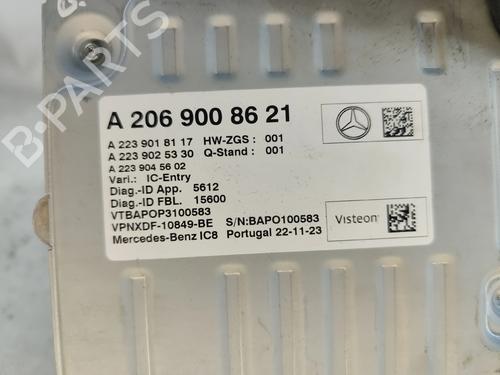 A 206 900 86 21
A 223 901 81 17 HW-ZGS : 001
A 223 902 53 30 Q-Stand : 001
A 223 904 56 02
Vari.: IC-Entry
Diag.-ID App. 5612
Diag.-ID FBL. 15600
VTBAPOP3100583
VPNXDF-10849-BE S/N:BAPO100583
Mercedes-Benz IC8 Portugal 22-11-23
Visteon
B-PARTS